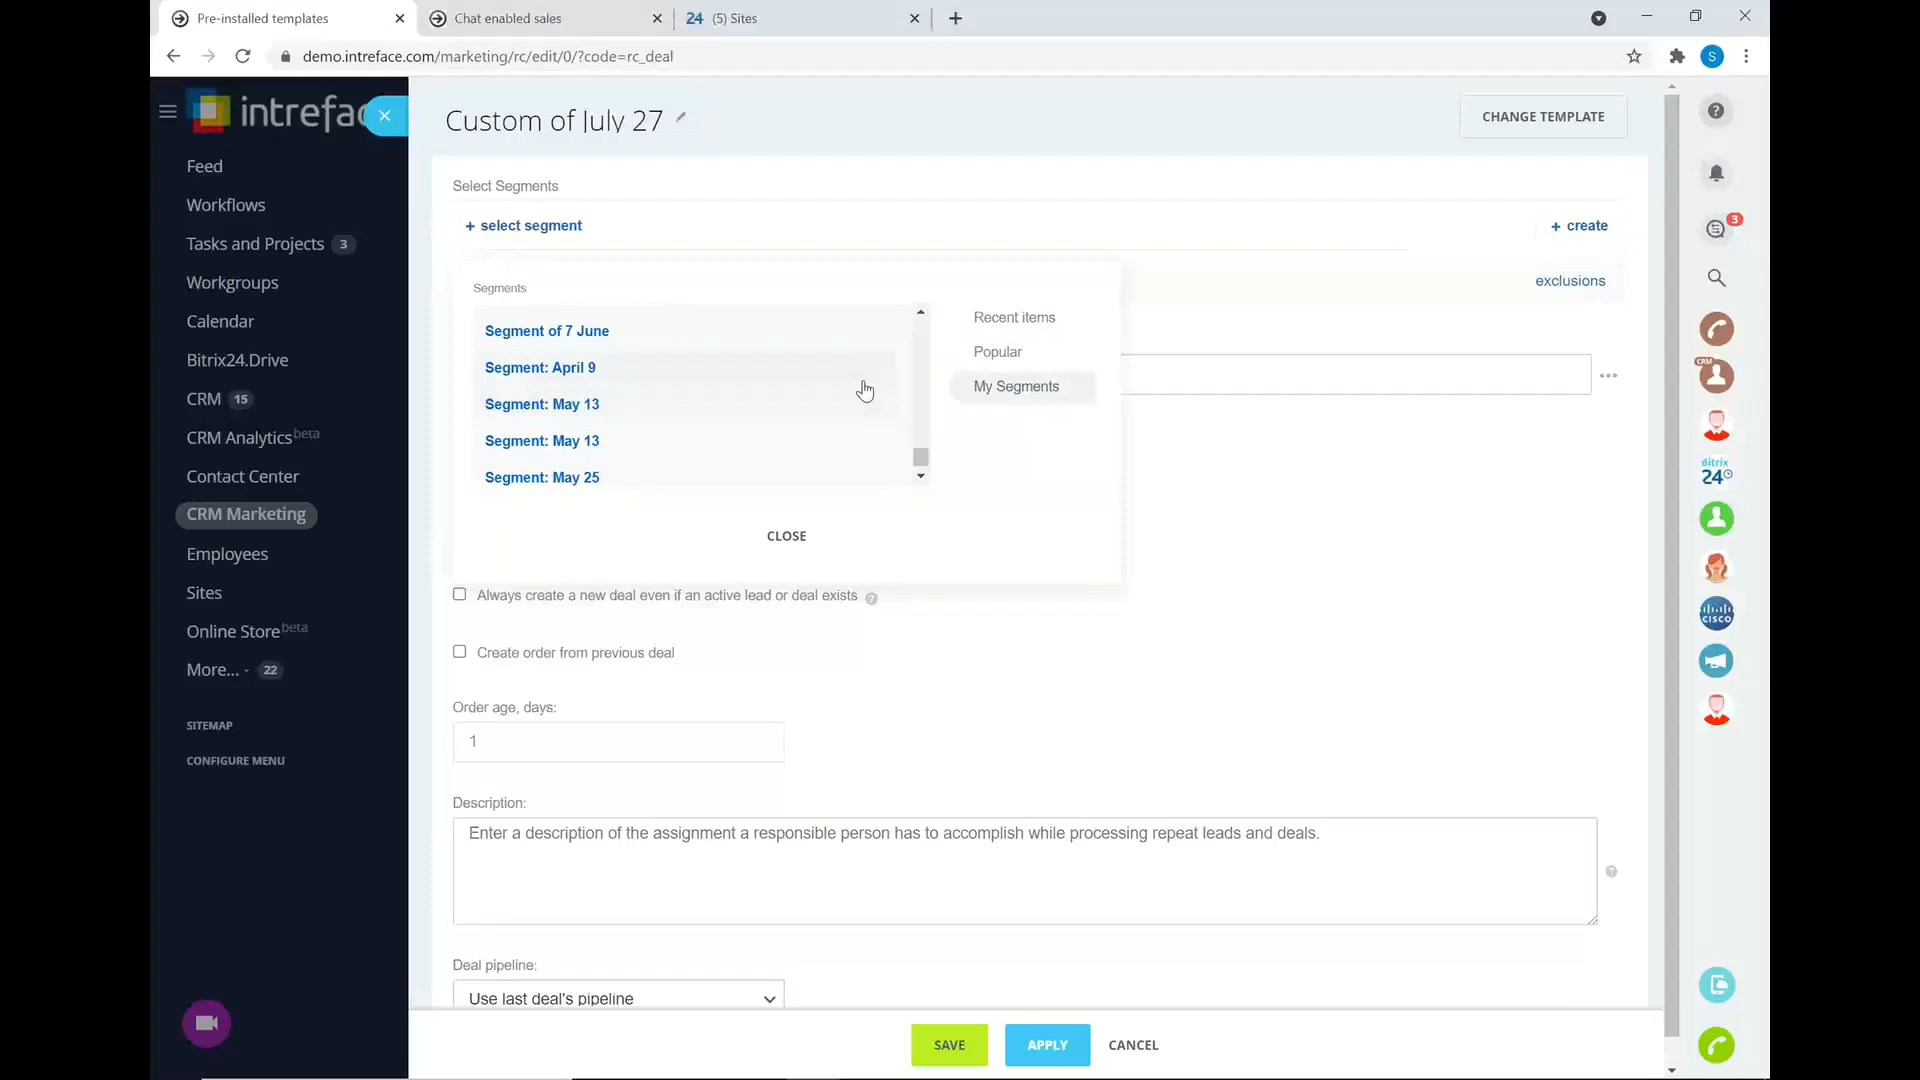 Pre-installed templates
Chat enabled sales
24 (5) Sites
demo.intreface.com/marketing/rc/edit/0/?code=rc_deal
S
intrefac
Custom of July 27
CHANGE TEMPLATE
Feed
Workflows
Tasks and Projects 3
Workgroups
Calendar
Bitrix24.Drive
CRM 15
CRM Analytics beta
Contact Center
CRM Marketing
Employees
Sites
Online Store beta
More... 22
SITEMAP
CONFIGURE MENU
Select Segments
+ select segment
+ create
exclusions
Segments
Segment of 7 June
Segment: April 9
Segment: May 13
Segment: May 13
Segment: May 25
Recent items
Popular
My Segments
CLOSE
Always create a new deal even if an active lead or deal exists ?
Create order from previous deal
Order age, days:
1
Description:
Enter a description of the assignment a responsible person has to accomplish while processing repeat leads and deals.
?
Deal pipeline:
Use last deal's pipeline
SAVE
APPLY
CANCEL
?
3
CRM
Bitrix
24
CISCO